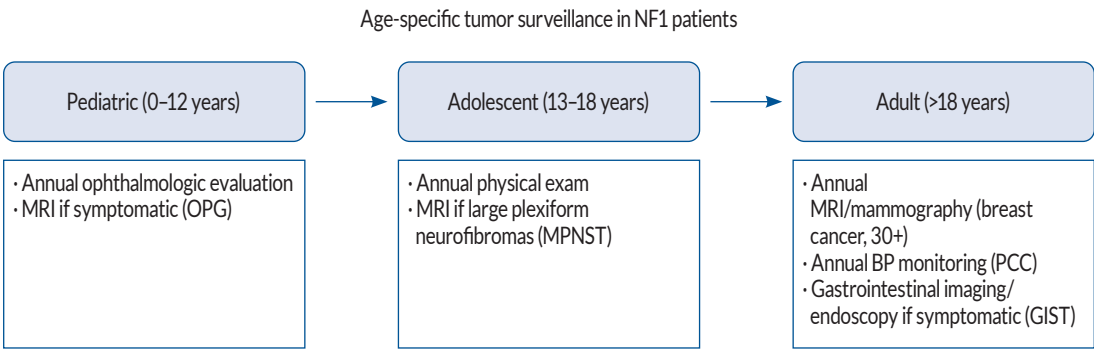 Age-specific tumor surveillance in NF1 patients
Pediatric (0–12 years)
Adolescent (13–18 years)
Adult (>18 years)
· Annual ophthalmologic evaluation
· MRI if symptomatic (OPG)
· Annual physical exam
· MRI if large plexiform
neurofibromas (MPNST)
· Annual
MRI/mammography (breast
cancer, 30+)
· Annual BP monitoring (PCC)
· Gastrointestinal imaging/
endoscopy if symptomatic (GIST)